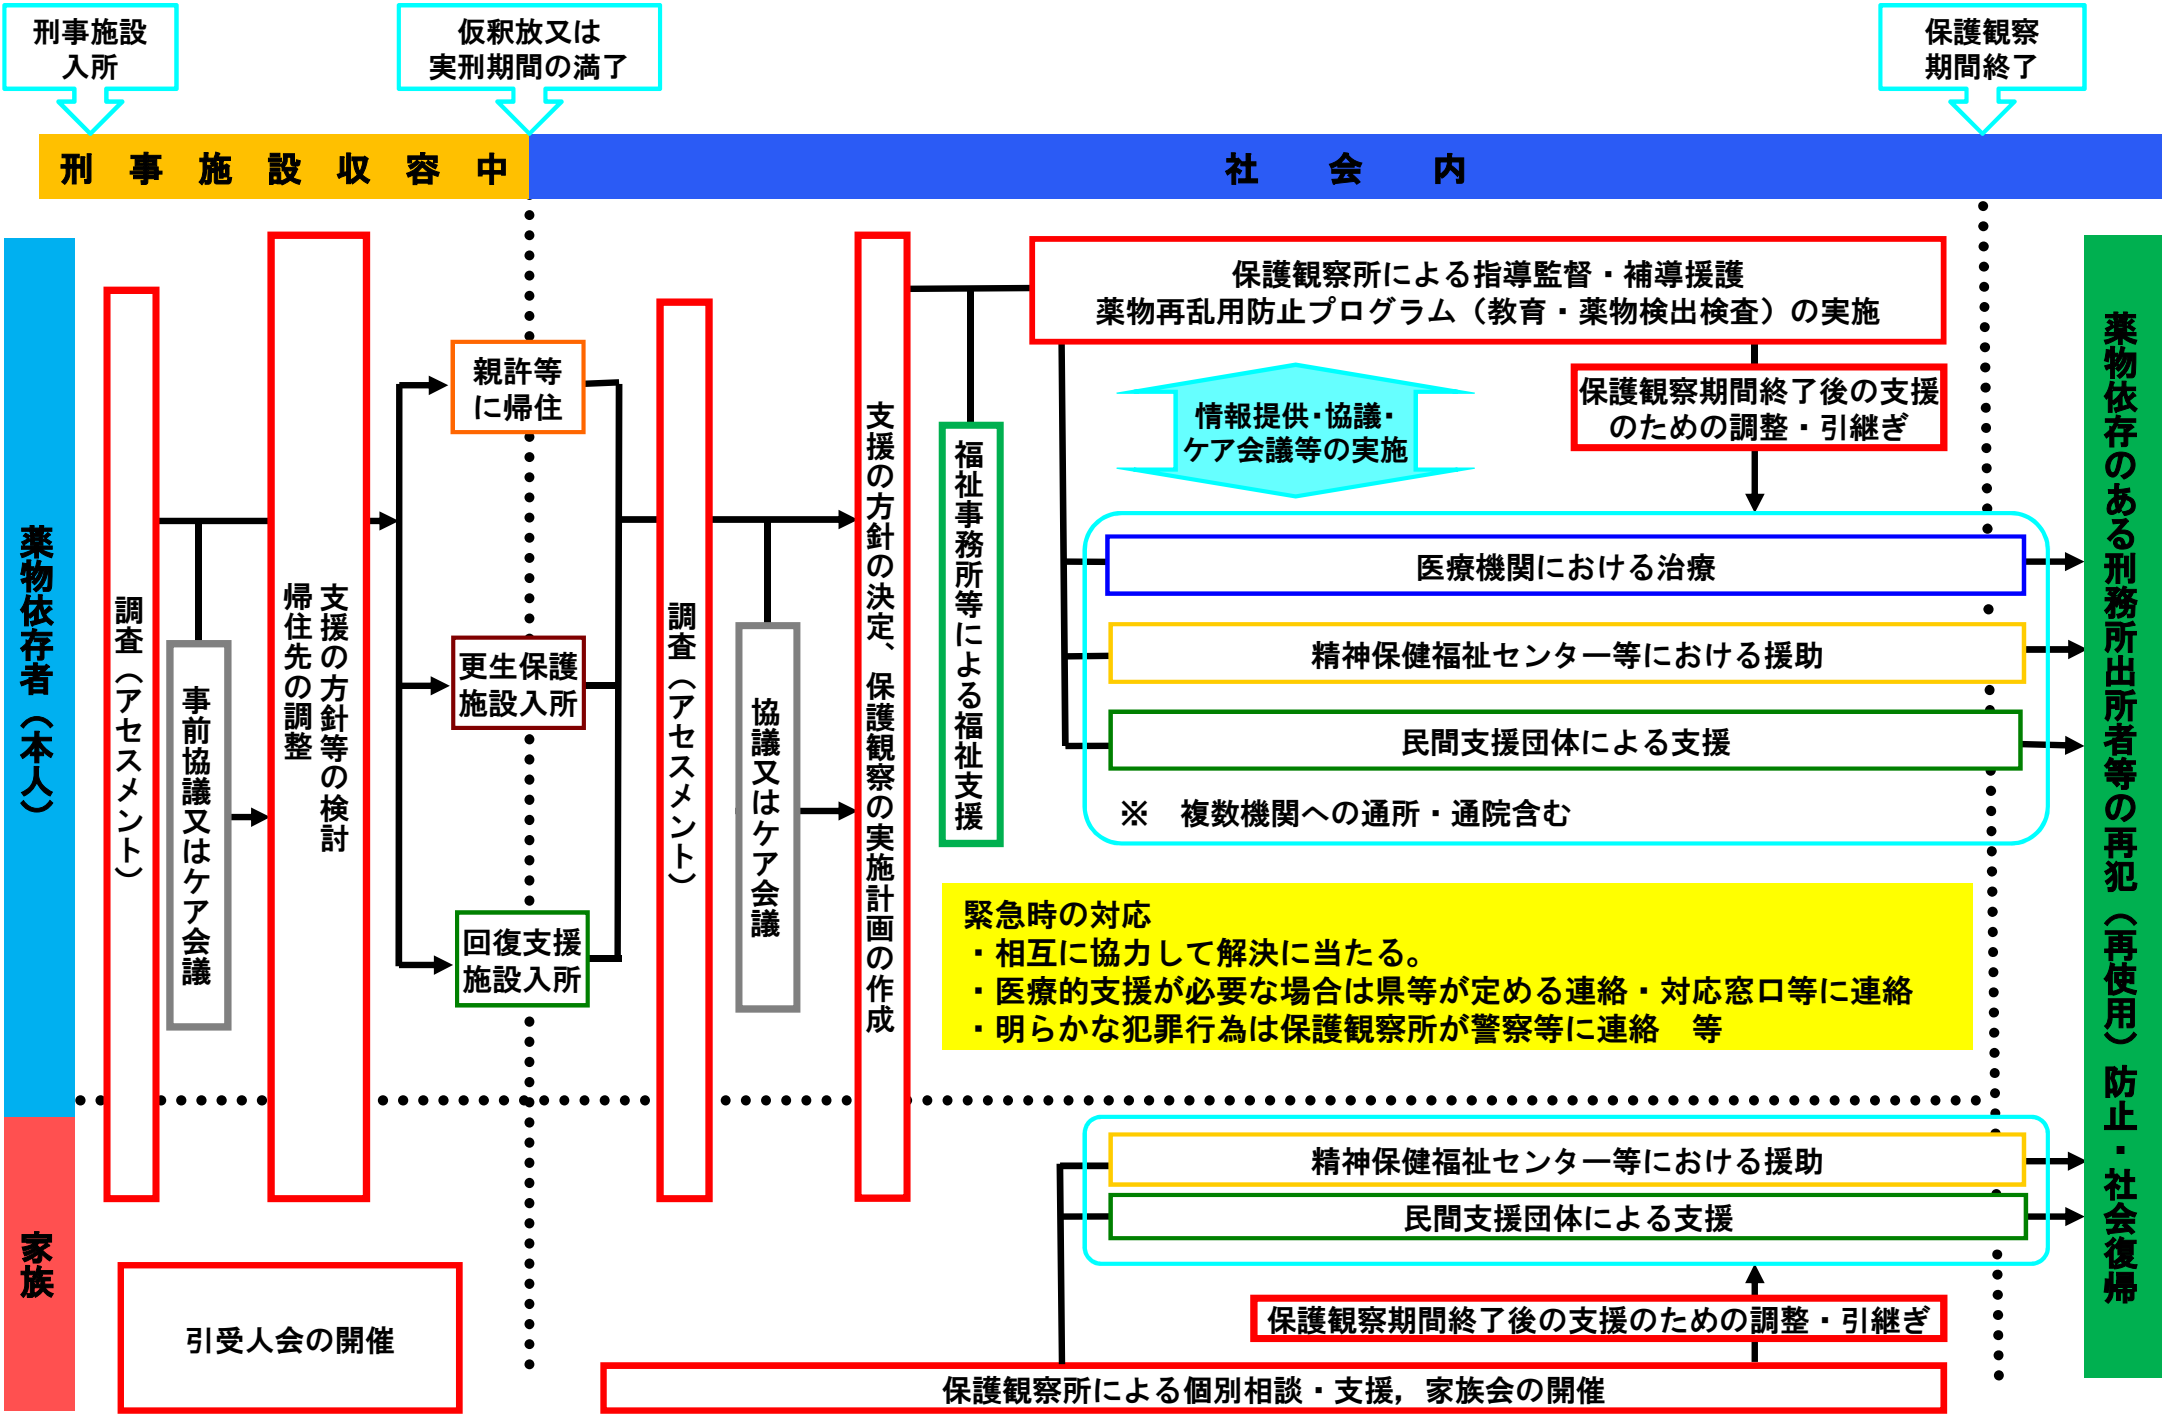 刑事施設
入所
仮釈放又は
実刑期間の満了
保護観察
期間終了
刑事施設収容中
社会内
薬物依存者(本人)
調査(アセスメント)
事前協議又はケア会議
支援の方針等の検討
帰住先の調整
親許等
に帰住
更生保護
施設入所
回復支援
施設入所
調査(アセスメント)
協議又はケア会議
支援の方針の決定、保護観察の実施計画の作成
保護観察所による指導監督・補導援護
薬物再乱用防止プログラム(教育・薬物検出検査)の実施
福祉事務所等による福祉支援
情報提供・協議・
ケア会議等の実施
保護観察期間終了後の支援
のための調整・引継ぎ
医療機関における治療
精神保健福祉センター等における援助
民間支援団体による支援
※　複数機関への通所・通院含む
緊急時の対応
・相互に協力して解決に当たる。
・医療的支援が必要な場合は県等が定める連絡・対応窓口等に連絡
・明らかな犯罪行為は保護観察所が警察等に連絡　等
薬物依存のある刑務所出所者等の再犯(再使用)防止・社会復帰
家族
引受人会の開催
精神保健福祉センター等における援助
民間支援団体による支援
保護観察期間終了後の支援のための調整・引継ぎ
保護観察所による個別相談・支援，家族会の開催